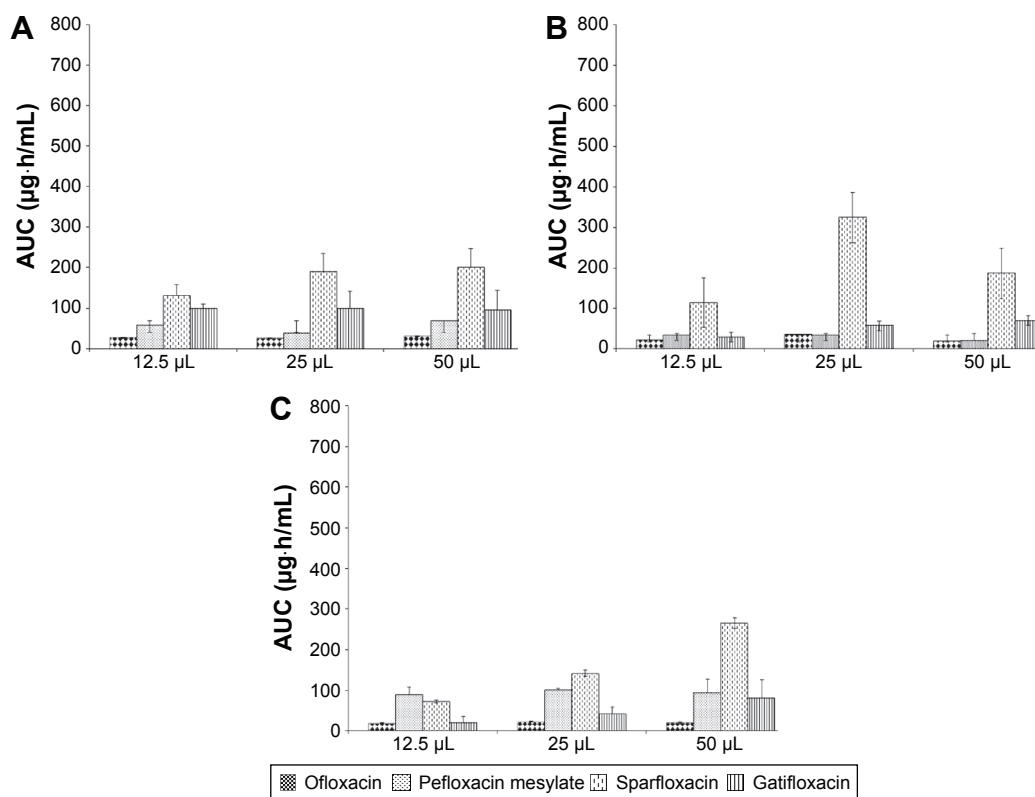 A
AUC (µg·h/mL)
800
700
600
500
400
300
200
100
0
12.5 µL 25 µL 50 µL
B
AUC (µg·h/mL)
800
700
600
500
400
300
200
100
0
12.5 µL 25 µL 50 µL
C
AUC (µg·h/mL)
800
700
600
500
400
300
200
100
0
12.5 µL 25 µL 50 µL
Ofloxacin Pefloxacin mesylate Sparfloxacin Gatifloxacin